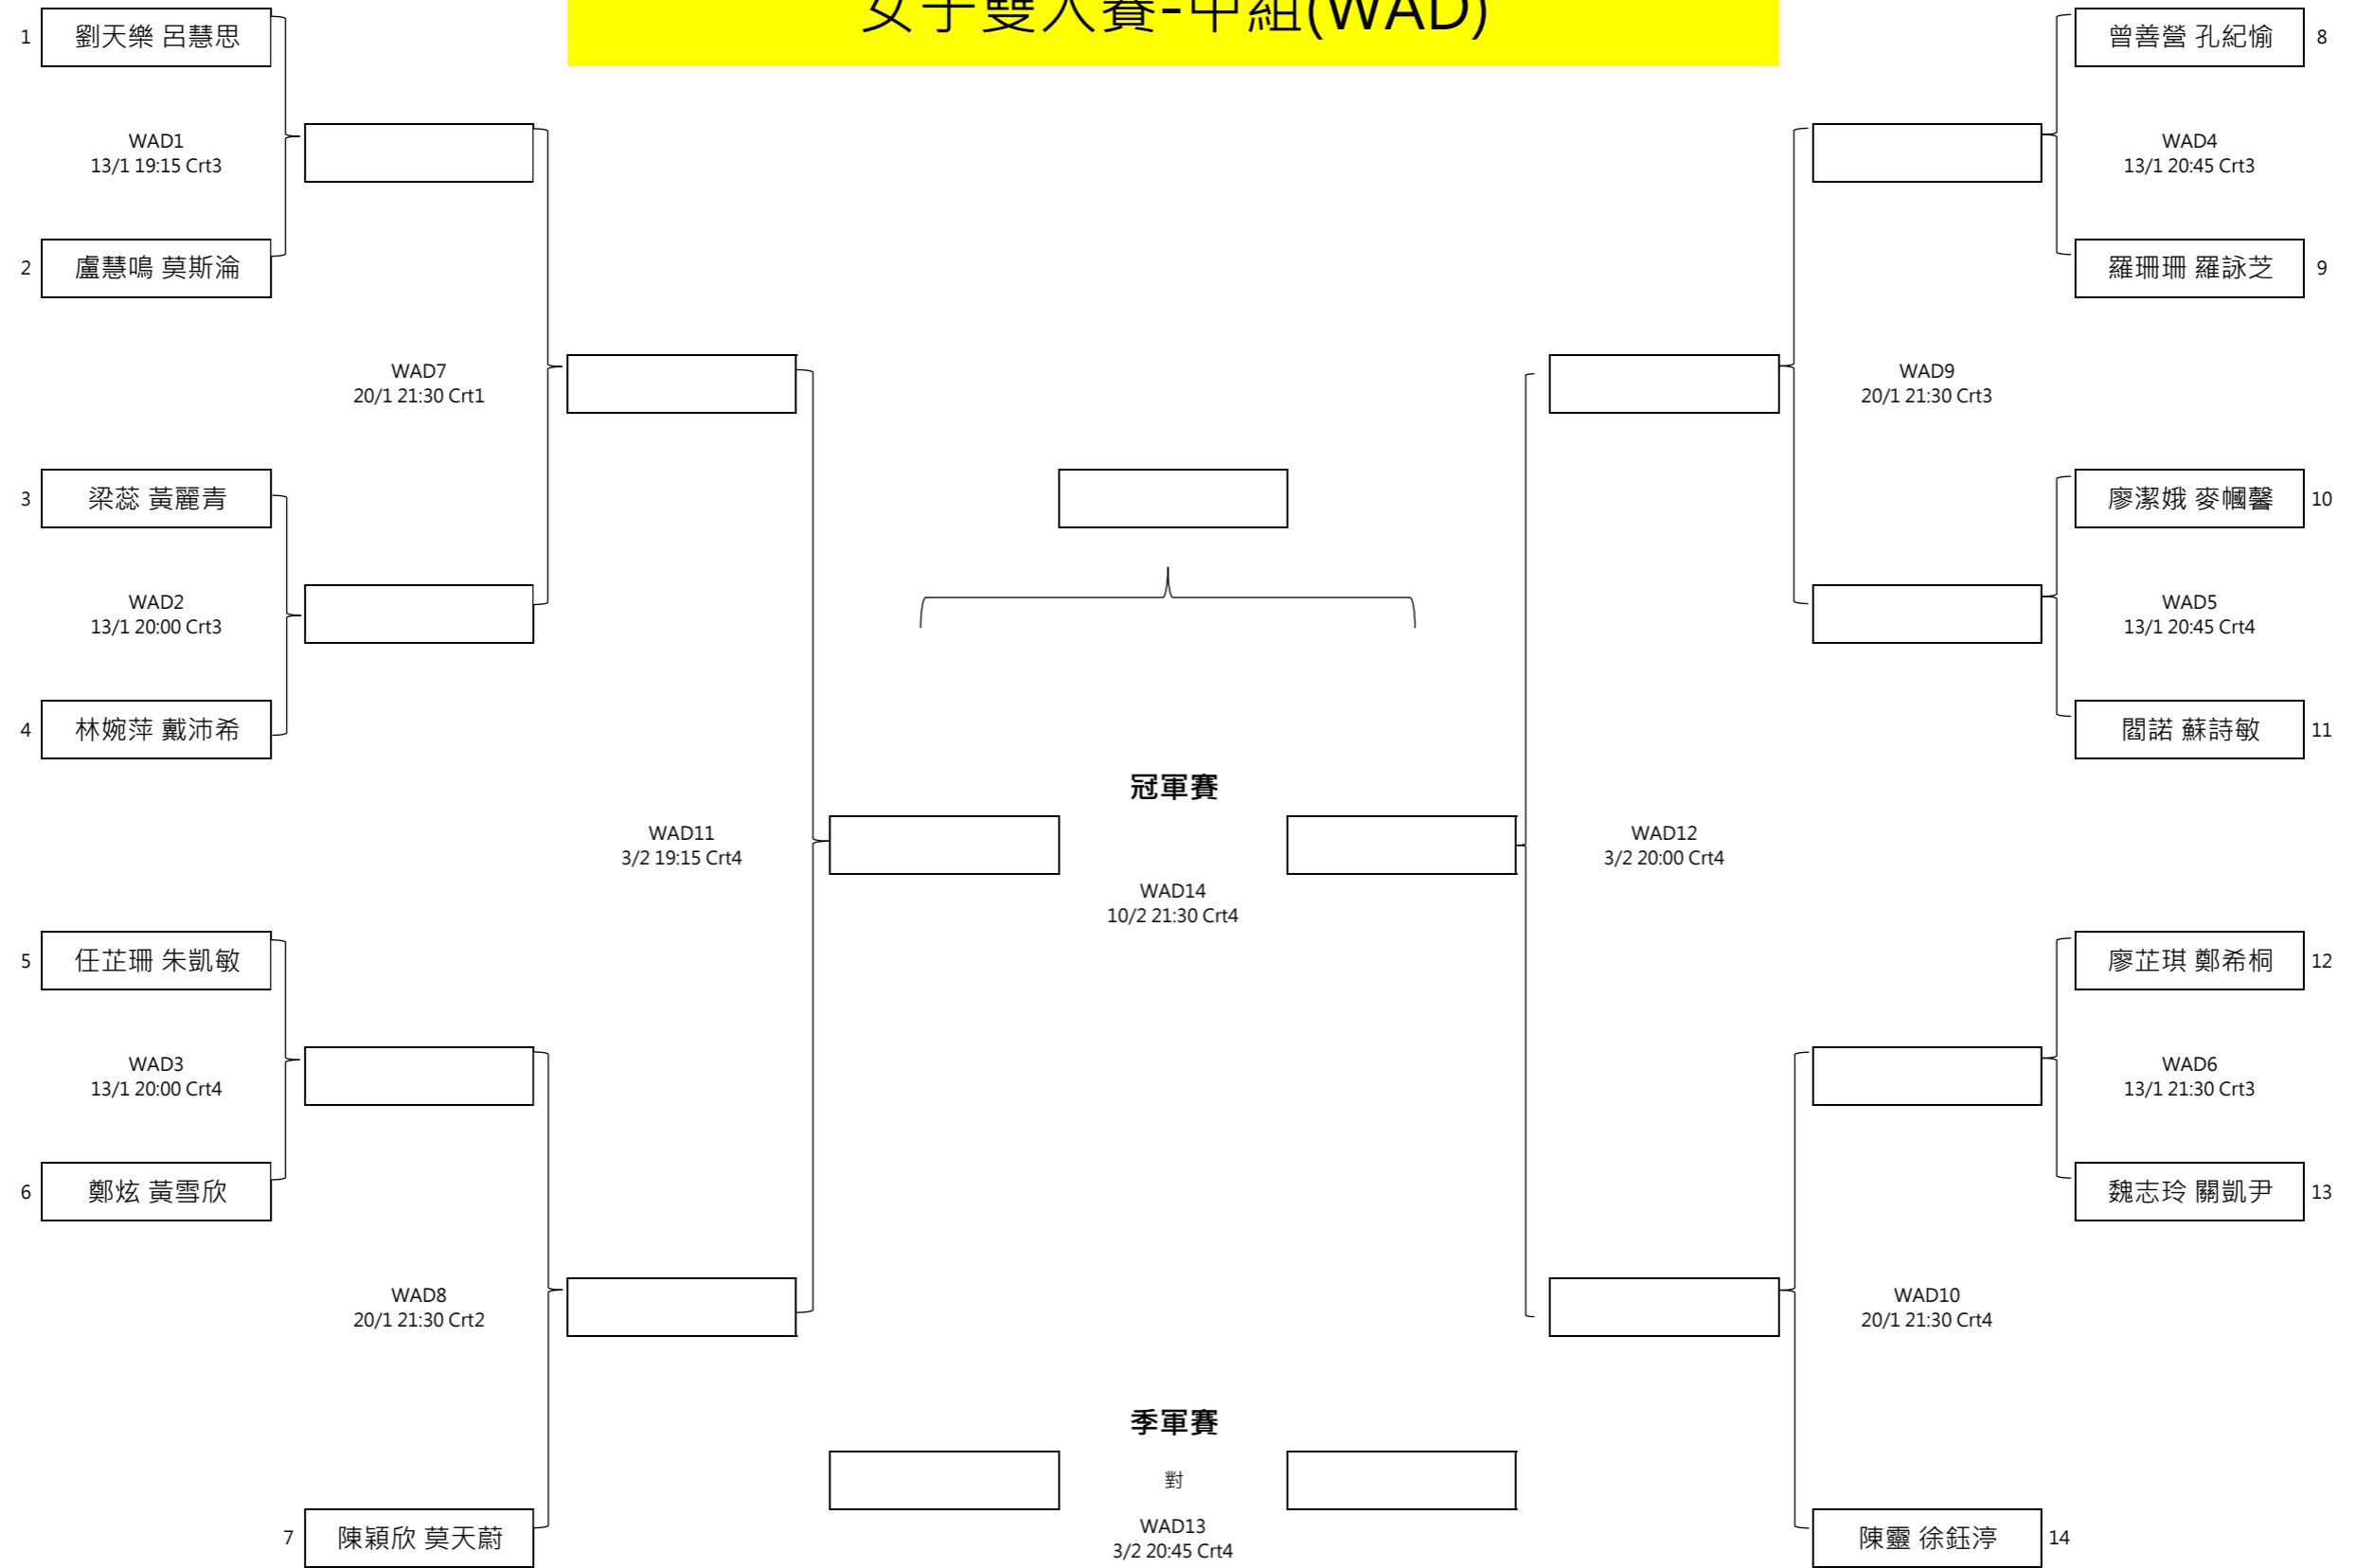 女子雙人賽-中組(WAD)
1 劉天樂 呂慧思
曾善瑩 孔紀愉 8
WAD1
13/1 19:15 Crt3
WAD4
13/1 20:45 Crt3
2 盧慧鳴 莫斯淪
羅珊珊 羅詠芝 9
WAD7
20/1 21:30 Crt1
WAD9
20/1 21:30 Crt3
3 梁蕊 黃麗青
廖潔娥 麥幗馨 10
WAD2
13/1 20:00 Crt3
WAD5
13/1 20:45 Crt4
4 林婉萍 戴沛希
閻諾 蘇詩敏 11
冠軍賽
WAD11
3/2 19:15 Crt4
WAD12
3/2 20:00 Crt4
WAD14
10/2 21:30 Crt4
5 任芷珊 朱凱敏
廖芷琪 鄭希桐 12
WAD3
13/1 20:00 Crt4
WAD6
13/1 21:30 Crt3
6 鄭炫 黃雪欣
魏志玲 關凱尹 13
WAD8
20/1 21:30 Crt2
WAD10
20/1 21:30 Crt4
季軍賽
對
7 陳穎欣 莫天蔚
WAD13
3/2 20:45 Crt4
陳靈 徐鈺渟 14